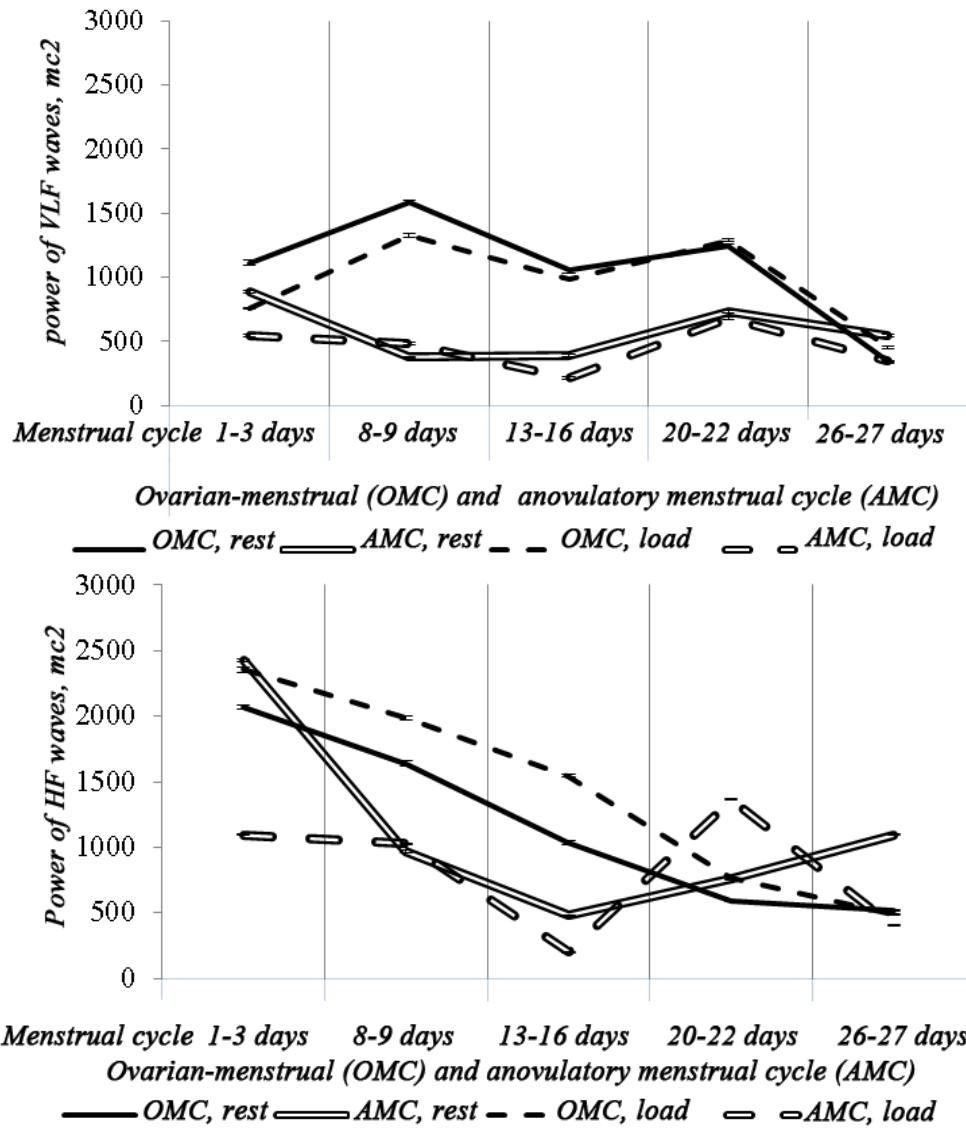 3000
2500
2000
1500
1000
500
0
power of VLF waves, mc2
Menstrual cycle 1-3 days 8-9 days 13-16 days 20-22 days 26-27 days
Ovarian-menstrual (OMC) and anovulatory menstrual cycle (AMC)
OMC, rest AMC, rest OMC, load AMC, load
3000
2500
2000
1500
1000
500
0
Power of HF waves, mc2
Menstrual cycle 1-3 days 8-9 days 13-16 days 20-22 days 26-27 days
Ovarian-menstrual (OMC) and anovulatory menstrual cycle (AMC)
OMC, rest AMC, rest OMC, load AMC, load